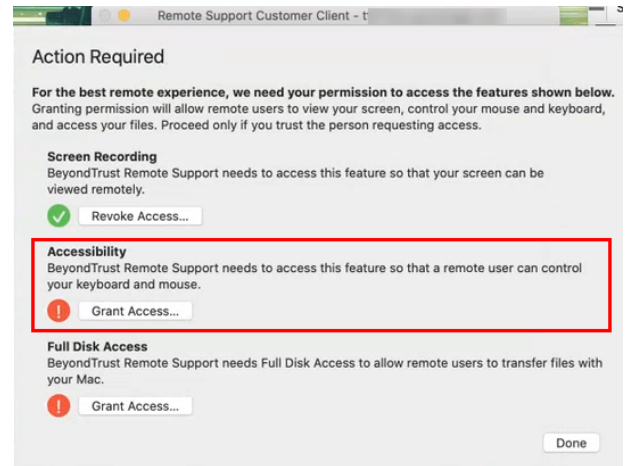 Remote Support Customer Client -
Action Required
For the best remote experience, we need your permission to access the features shown below.
Granting permission will allow remote users to view your screen, control your mouse and keyboard,
and access your files. Proceed only if you trust the person requesting access.
Screen Recording
BeyondTrust Remote Support needs to access this feature so that your screen can be
viewed remotely.
Revoke Access...
Accessibility
BeyondTrust Remote Support needs to access this feature so that a remote user can control
your keyboard and mouse.
Grant Access...
Full Disk Access
BeyondTrust Remote Support needs Full Disk Access to allow remote users to transfer files with
your Mac.
Grant Access...
Done